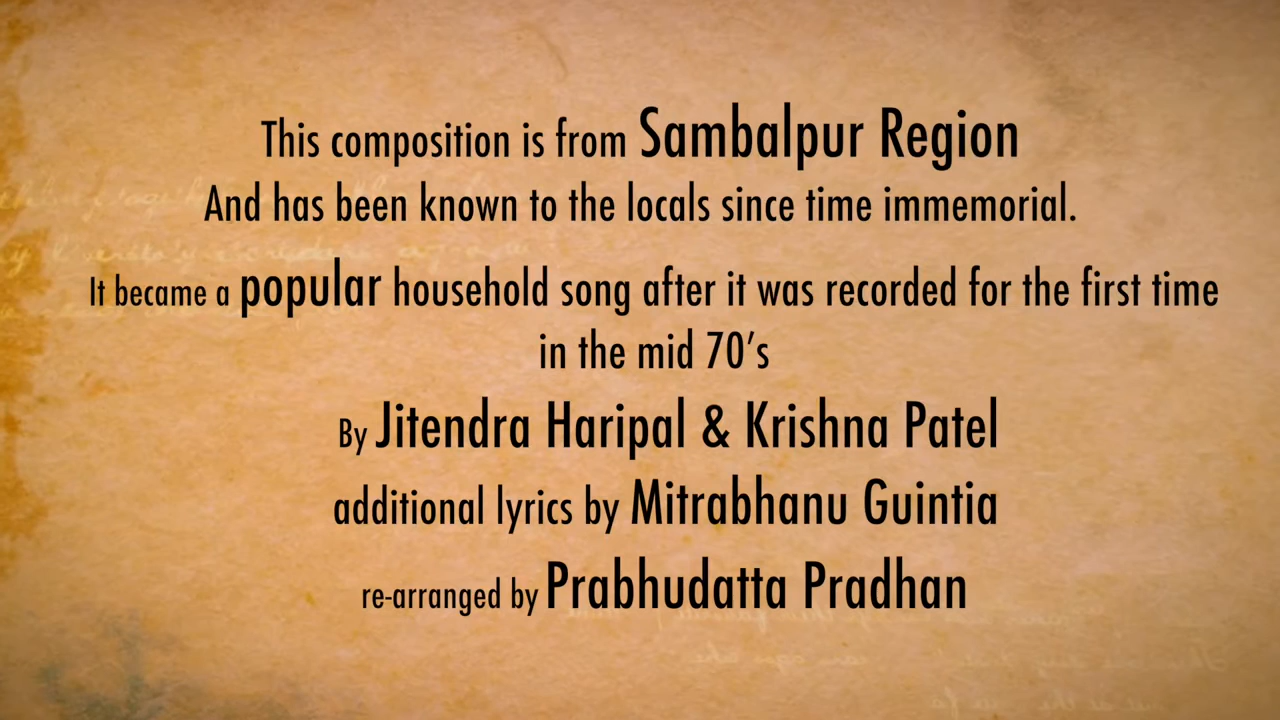 This composition is from Sambalpur Region
And has been known to the locals since time immemorial.
It became a popular household song after it was recorded for the first time
in the mid 70’s
By Jitendra Haripal & Krishna Patel
additional lyrics by Mitrabhanu Guintia
re-arranged by Prabhudatta Pradhan